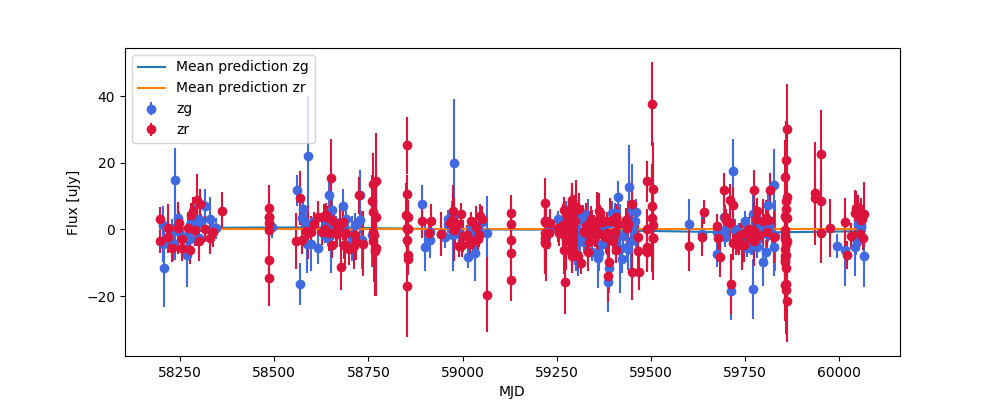 Mean prediction zg
Mean prediction zr
zg
zr
40
20
0
−20
Flux [uJy]
58250 58500 58750 59000 59250 59500 59750 60000
MJD